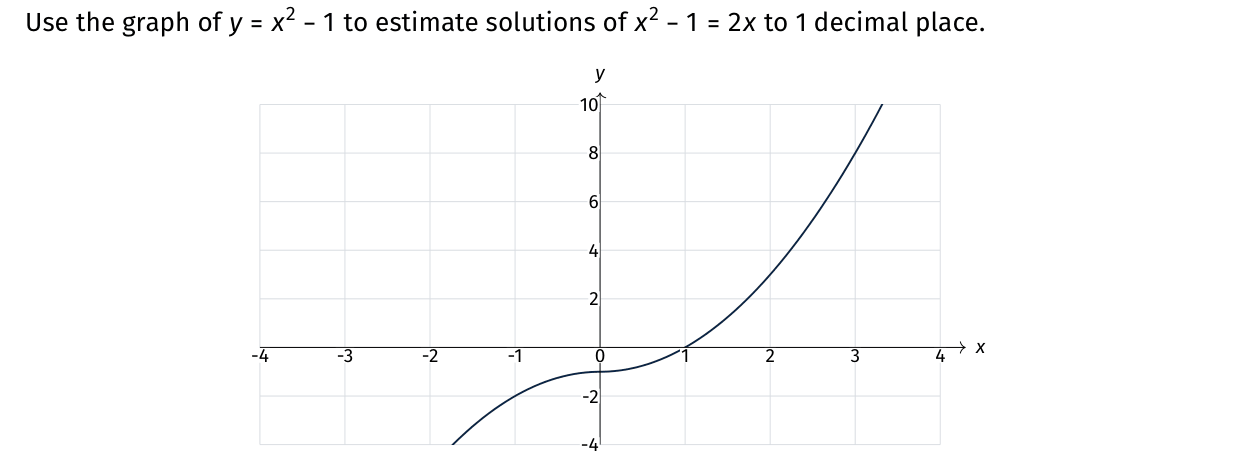 Use the graph of y = x² – 1 to estimate solutions of x² – 1 = 2x to 1 decimal place.
y
10
8
6
4
2
-4 -3 -2 -1 0 1 2 3 4 x
-2
-4